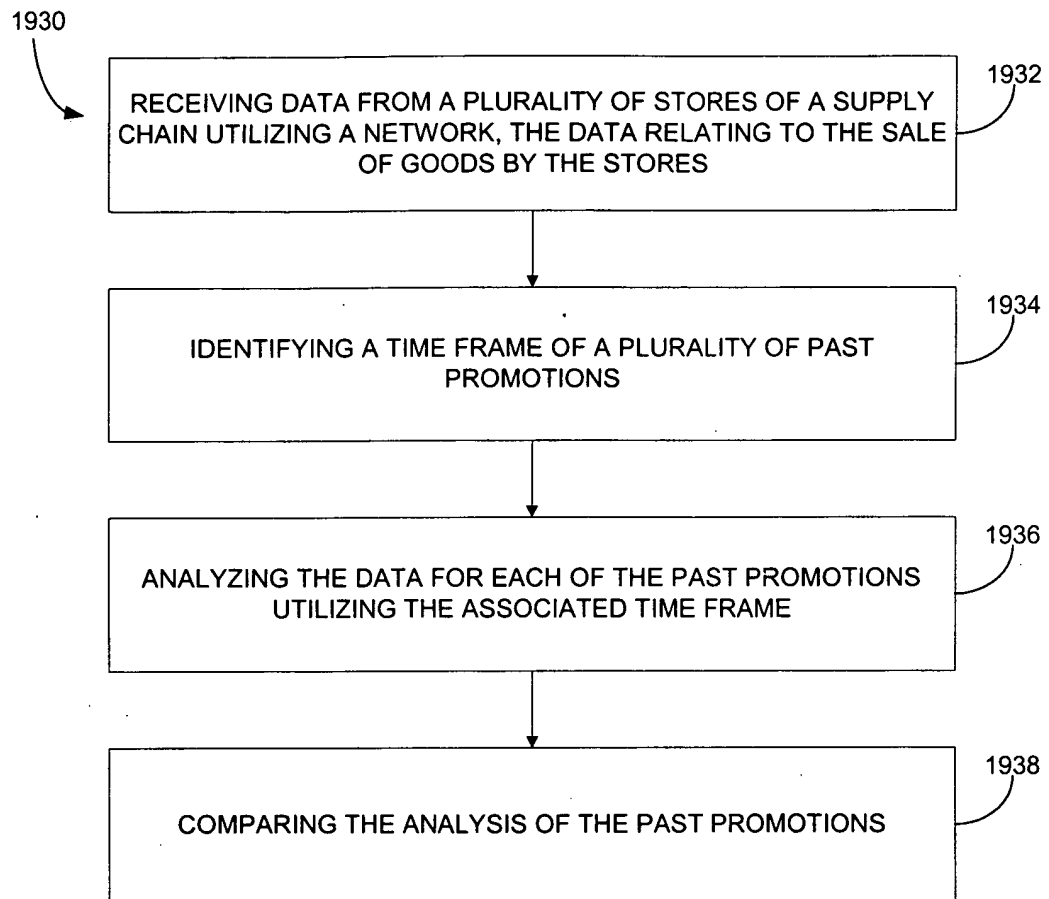 1930
1932
RECEIVING DATA FROM A PLURALITY OF STORES OF A SUPPLY
CHAIN UTILIZING A NETWORK, THE DATA RELATING TO THE SALE
OF GOODS BY THE STORES
1934
IDENTIFYING A TIME FRAME OF A PLURALITY OF PAST
PROMOTIONS
1936
ANALYZING THE DATA FOR EACH OF THE PAST PROMOTIONS
UTILIZING THE ASSOCIATED TIME FRAME
1938
COMPARING THE ANALYSIS OF THE PAST PROMOTIONS